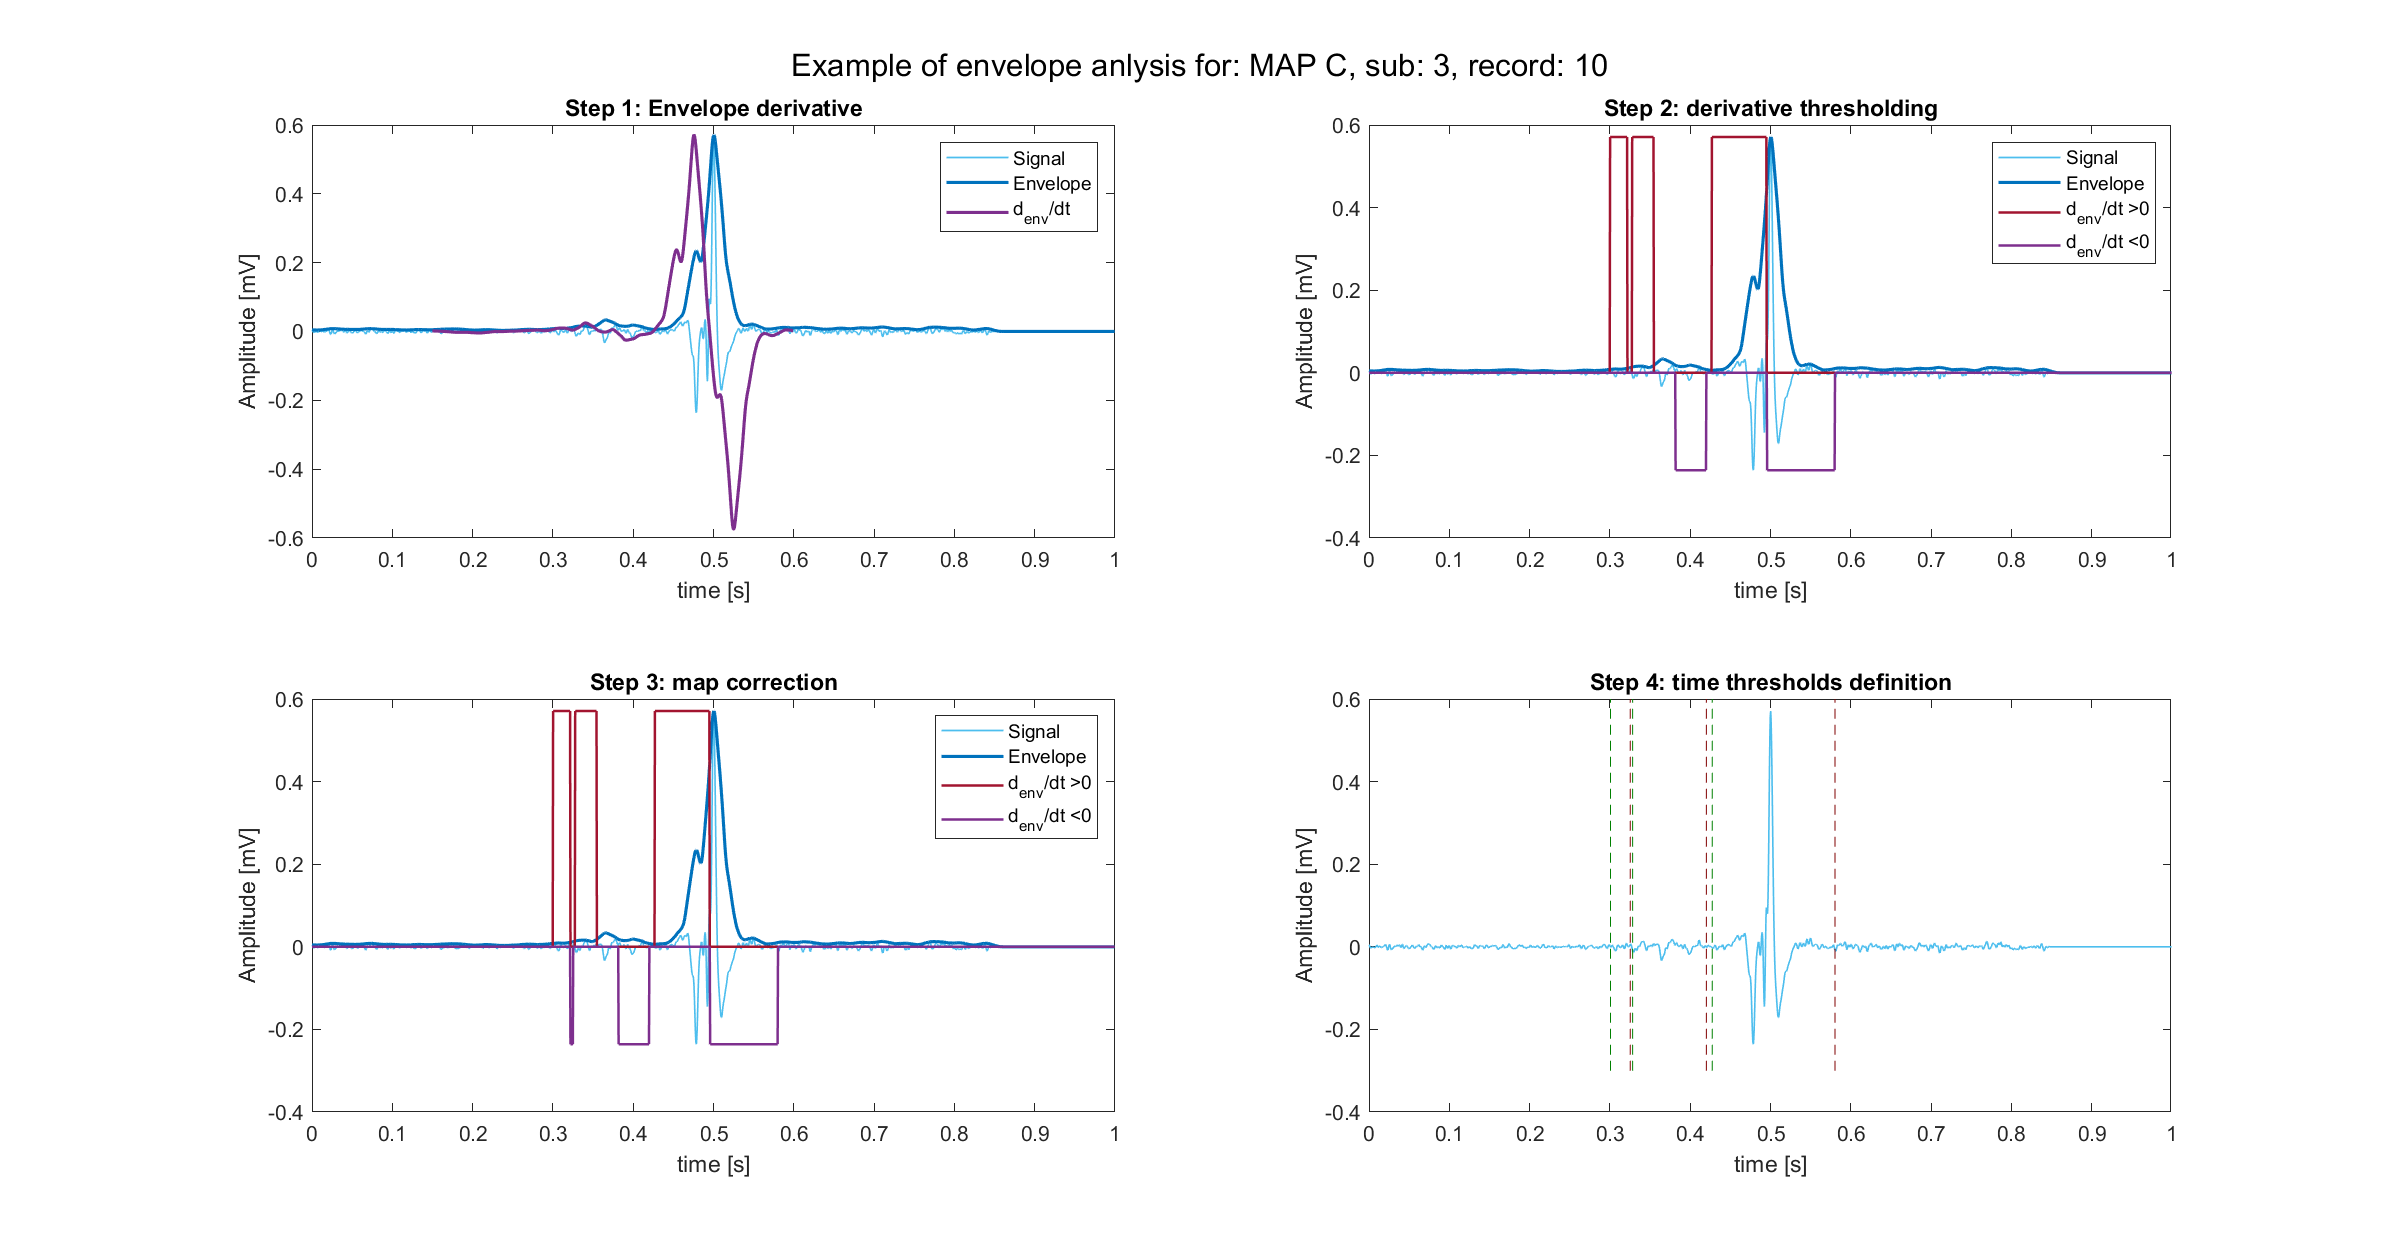 Example of envelope anlysis for: MAP C, sub: 3, record: 10
Step 1: Envelope derivative
0.6
0.4
0.2
0
-0.2
-0.4
-0.6
Amplitude [mV]
0 0.1 0.2 0.3 0.4 0.5 0.6 0.7 0.8 0.9 1
time [s]
Signal
Envelope
d_env/dt
Step 2: derivative thresholding
0.6
0.4
0.2
0
-0.2
-0.4
Amplitude [mV]
0 0.1 0.2 0.3 0.4 0.5 0.6 0.7 0.8 0.9 1
time [s]
Signal
Envelope
d_env/dt >0
d_env/dt <0
Step 3: map correction
0.6
0.4
0.2
0
-0.2
-0.4
Amplitude [mV]
0 0.1 0.2 0.3 0.4 0.5 0.6 0.7 0.8 0.9 1
time [s]
Signal
Envelope
d_env/dt >0
d_env/dt <0
Step 4: time thresholds definition
0.6
0.4
0.2
0
-0.2
-0.4
Amplitude [mV]
0 0.1 0.2 0.3 0.4 0.5 0.6 0.7 0.8 0.9 1
time [s]